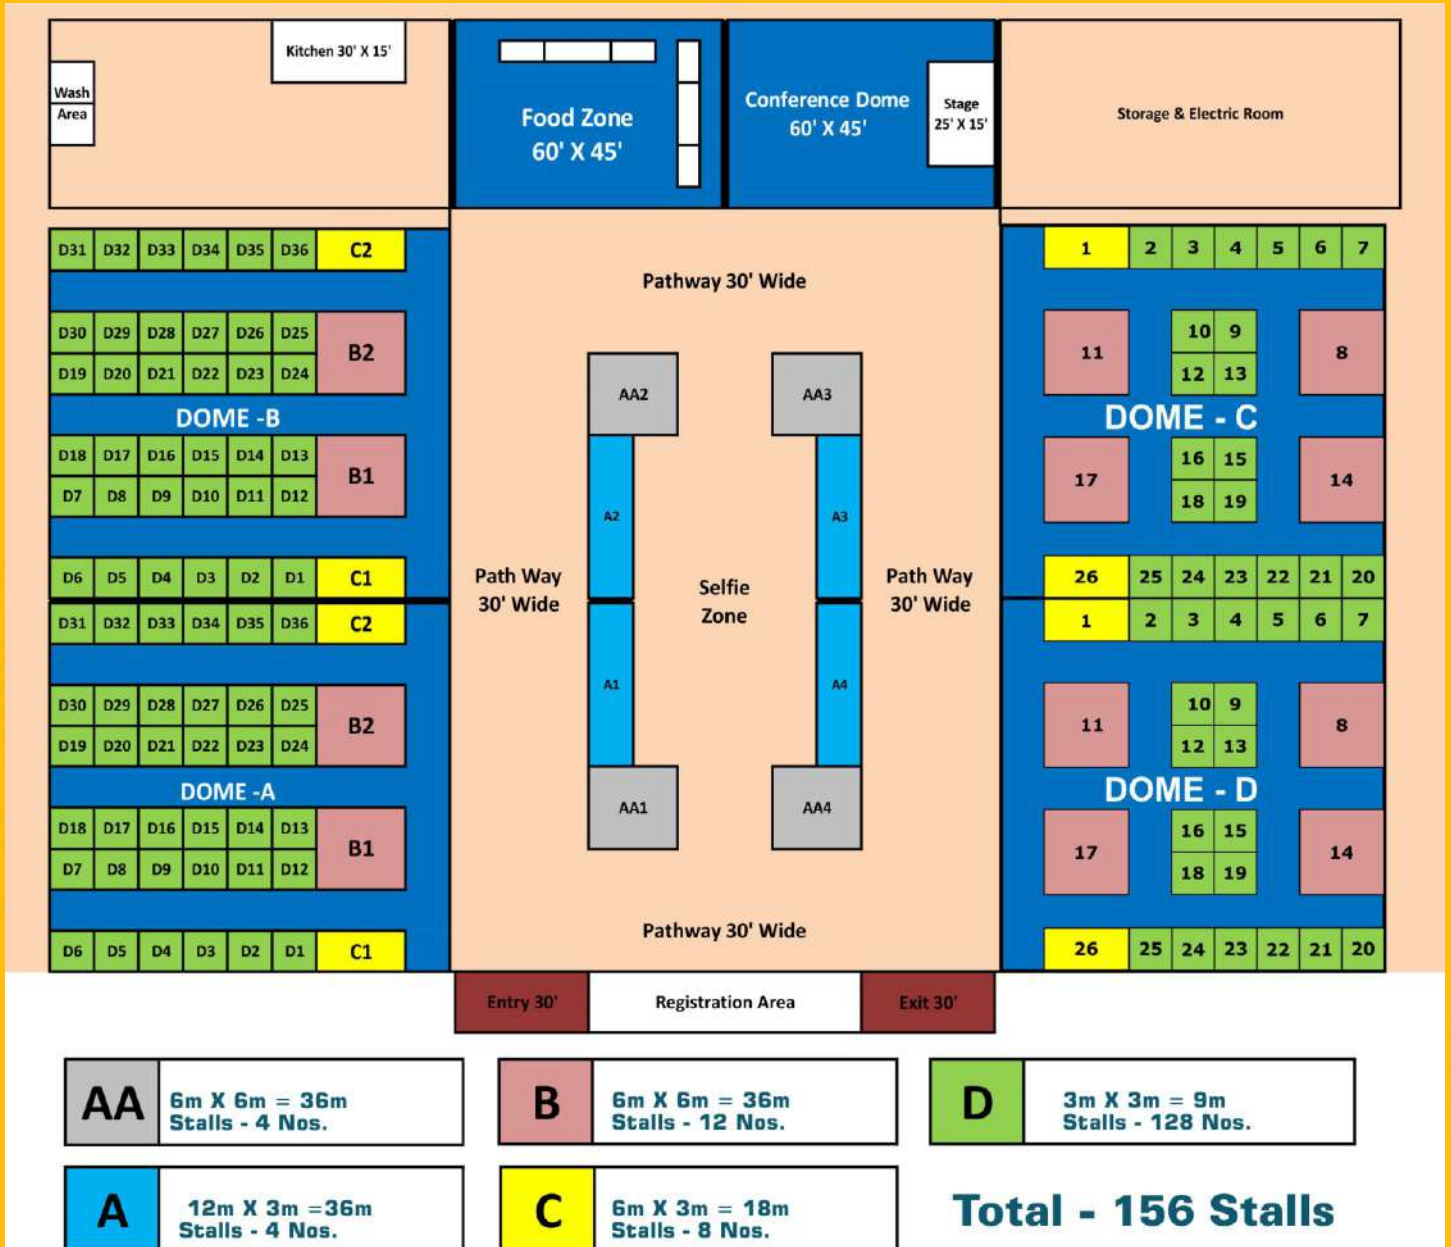 Kitchen 30' X 15'
Wash
Area
Food Zone
60' X 45'
Conference Dome
60' X 45'
Stage
25' X 15'
Storage & Electric Room
D31 D32 D33 D34 D35 D36 C2
D30 D29 D28 D27 D26 D25
B2
D19 D20 D21 D22 D23 D24
DOME -B
D18 D17 D16 D15 D14 D13
B1
D7 D8 D9 D10 D11 D12
D6 D5 D4 D3 D2 D1 C1
D31 D32 D33 D34 D35 D36 C2
D30 D29 D28 D27 D26 D25
B2
D19 D20 D21 D22 D23 D24
DOME -A
D18 D17 D16 D15 D14 D13
B1
D7 D8 D9 D10 D11 D12
D6 D5 D4 D3 D2 D1 C1
Pathway 30' Wide
AA2
AA3
A2
A3
Path Way
30' Wide
Selfie
Zone
Path Way
30' Wide
A1
A4
AA1
AA4
Pathway 30' Wide
1 2 3 4 5 6 7
10 9
11
8
12 13
DOME - C
16 15
17
14
18 19
26 25 24 23 22 21 20
1 2 3 4 5 6 7
10 9
11
8
12 13
DOME - D
16 15
17
14
18 19
26 25 24 23 22 21 20
Entry 30'
Registration Area
Exit 30'
AA
6m X 6m = 36m
Stalls - 4 Nos.
B
6m X 6m = 36m
Stalls - 12 Nos.
D
3m X 3m = 9m
Stalls - 128 Nos.
A
12m X 3m =36m
Stalls - 4 Nos.
C
6m X 3m = 18m
Stalls - 8 Nos.
Total - 156 Stalls